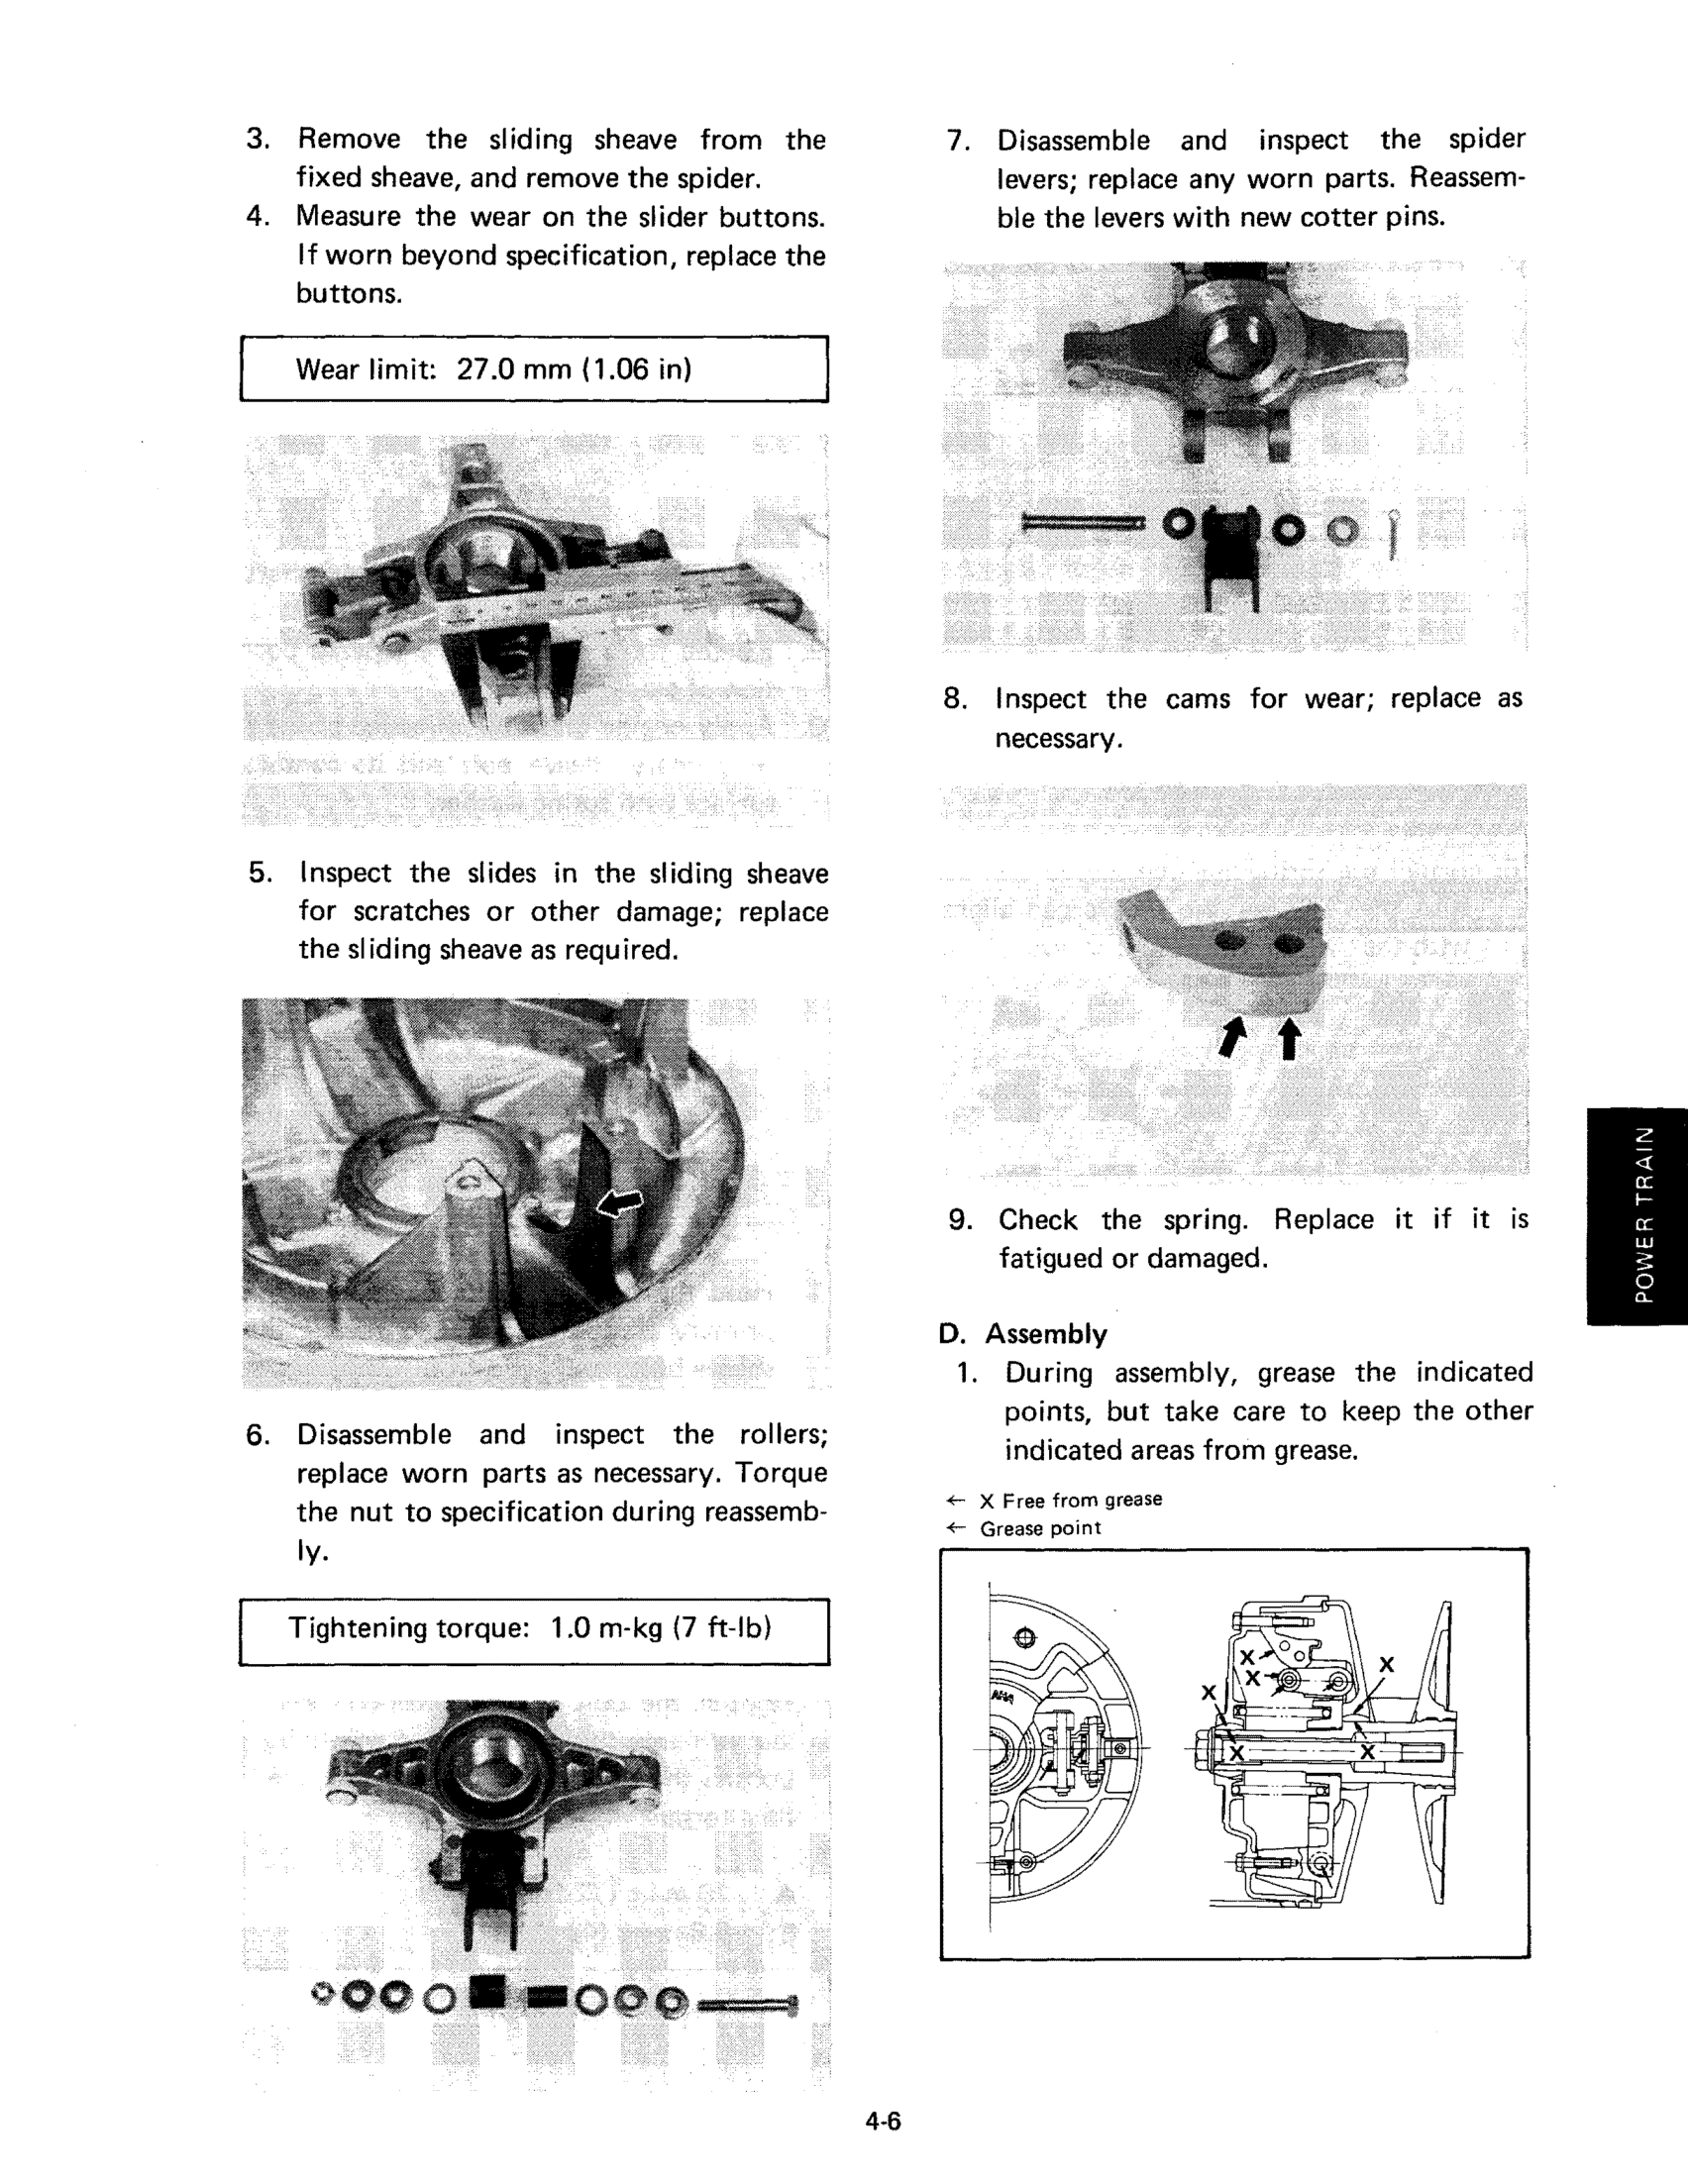 3. Remove the sliding sheave from the
fixed sheave, and remove the spider.
4. Measure the wear on the slider buttons.
If worn beyond specification, replace the
buttons.
Wear limit: 27.0 mm (1.06 in)
5. Inspect the slides in the sliding sheave
for scratches or other damage; replace
the sliding sheave as required.
6. Disassemble and inspect the rollers;
replace worn parts as necessary. Torque
the nut to specification during reassemb-
ly.
Tightening torque: 1.0 m-kg (7 ft-lb)
7. Disassemble and inspect the spider
levers; replace any worn parts. Reassem-
ble the levers with new cotter pins.
8. Inspect the cams for wear; replace as
necessary.
9. Check the spring. Replace it if it is
fatigued or damaged.
D. Assembly
1. During assembly, grease the indicated
points, but take care to keep the other
indicated areas from grease.
← X Free from grease
← Grease point
X
X
X
X
X
X
POWER TRAIN
4-6